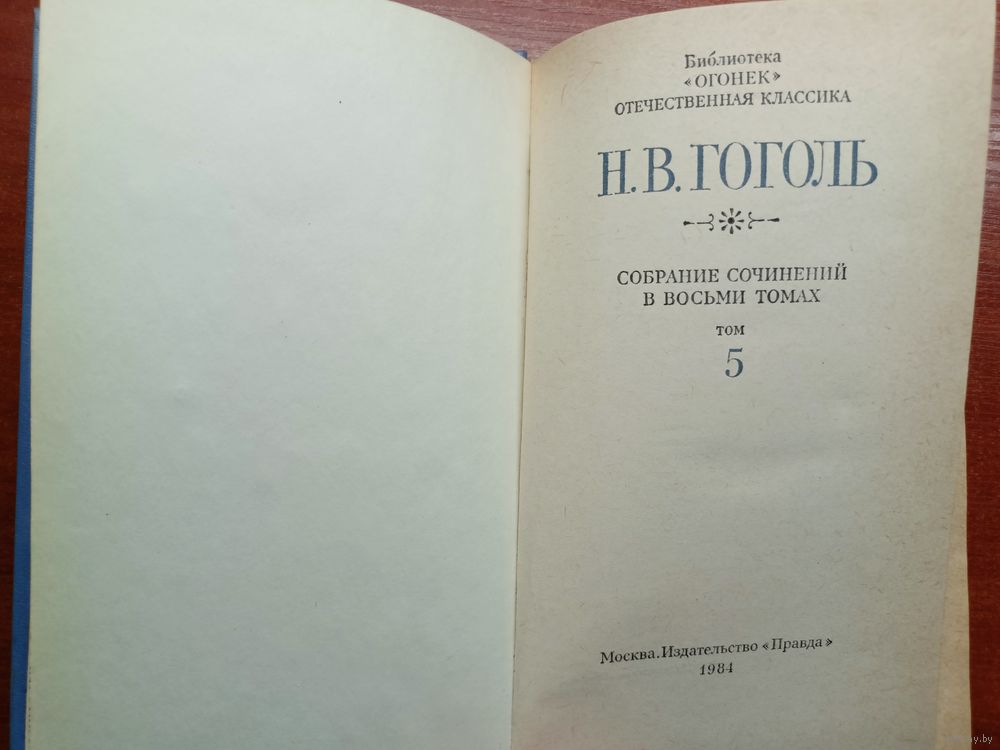 Библиотека
«ОГОНЕК»
ОТЕЧЕСТВЕННАЯ КЛАССИКА
Н.В.ГОГОЛЬ
СОБРАНИЕ СОЧИНЕНИЙ
В ВОСЬМИ ТОМАХ
ТОМ
5
Москва.Издательство «Правда»
1984